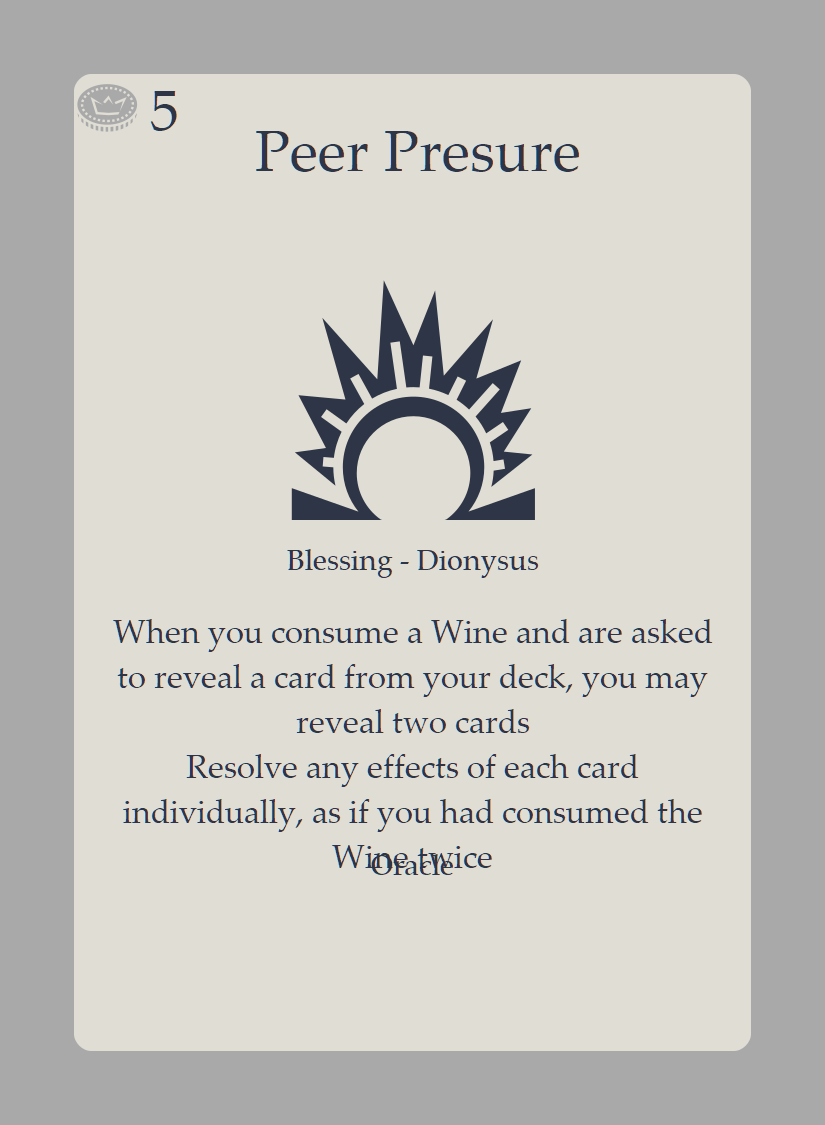 5
Peer Presure
Blessing - Dionysus
When you consume a Wine and are asked
to reveal a card from your deck, you may
reveal two cards
Resolve any effects of each card
individually, as if you had consumed the
Wine twice
Oracle